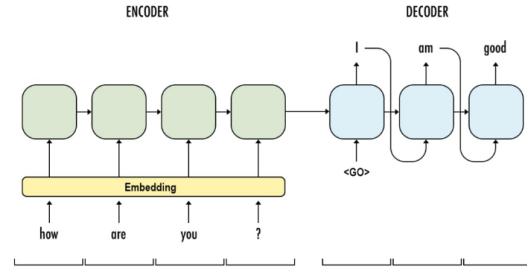 ENCODER DECODER
I am good
<GO>
Embedding
how are you ?